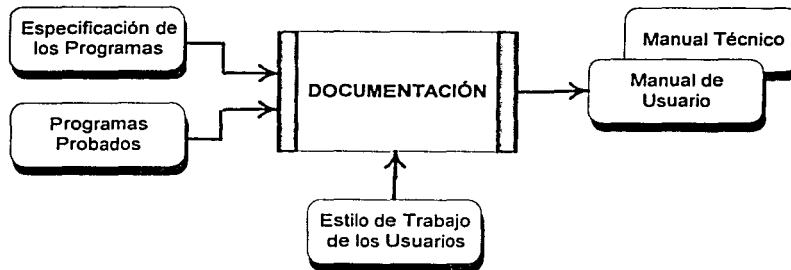 Especificación de
los Programas
Programas
Probados
DOCUMENTACIÓN
Estilo de Trabajo
de los Usuarios
Manual Técnico
Manual de
Usuario